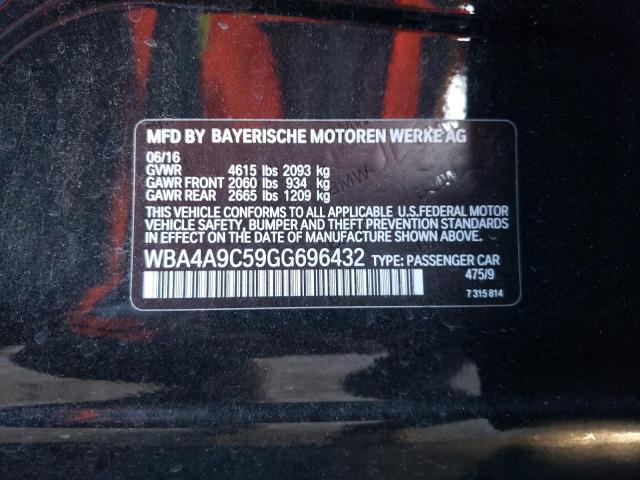 MFD BY BAYERISCHE MOTOREN WERKE AG
06/16
GVWR 4615 lbs 2093 kg
GAWR FRONT 2060 lbs 934 kg
GAWR REAR 2665 lbs 1209 kg
THIS VEHICLE CONFORMS TO ALL APPLICABLE U.S.FEDERAL MOTOR
VEHICLE SAFETY, BUMPER AND THEFT PREVENTION STANDARDS
IN EFFECT ON THE DATE OF MANUFACTURE SHOWN ABOVE.
WBA4A9C59GG696432 TYPE: PASSENGER CAR
475/9
7 315 814
BMW